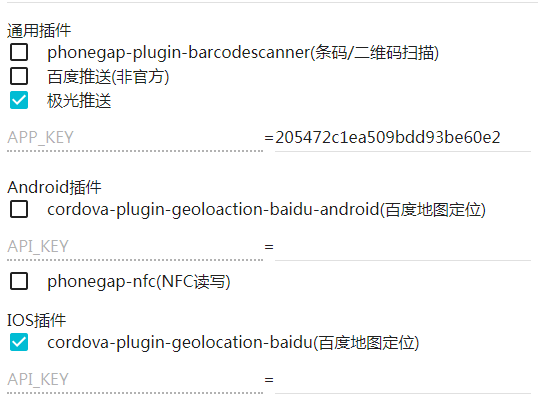 通用插件
phonegap-plugin-barcodescanner(条码/二维码扫描)
百度推送(非官方)
极光推送
APP_KEY =205472c1ea509bdd93be60e2
Android插件
cordova-plugin-geoloaction-baidu-android(百度地图定位)
API_KEY =
phonegap-nfc(NFC读写)
IOS插件
cordova-plugin-geolocation-baidu(百度地图定位)
API_KEY =